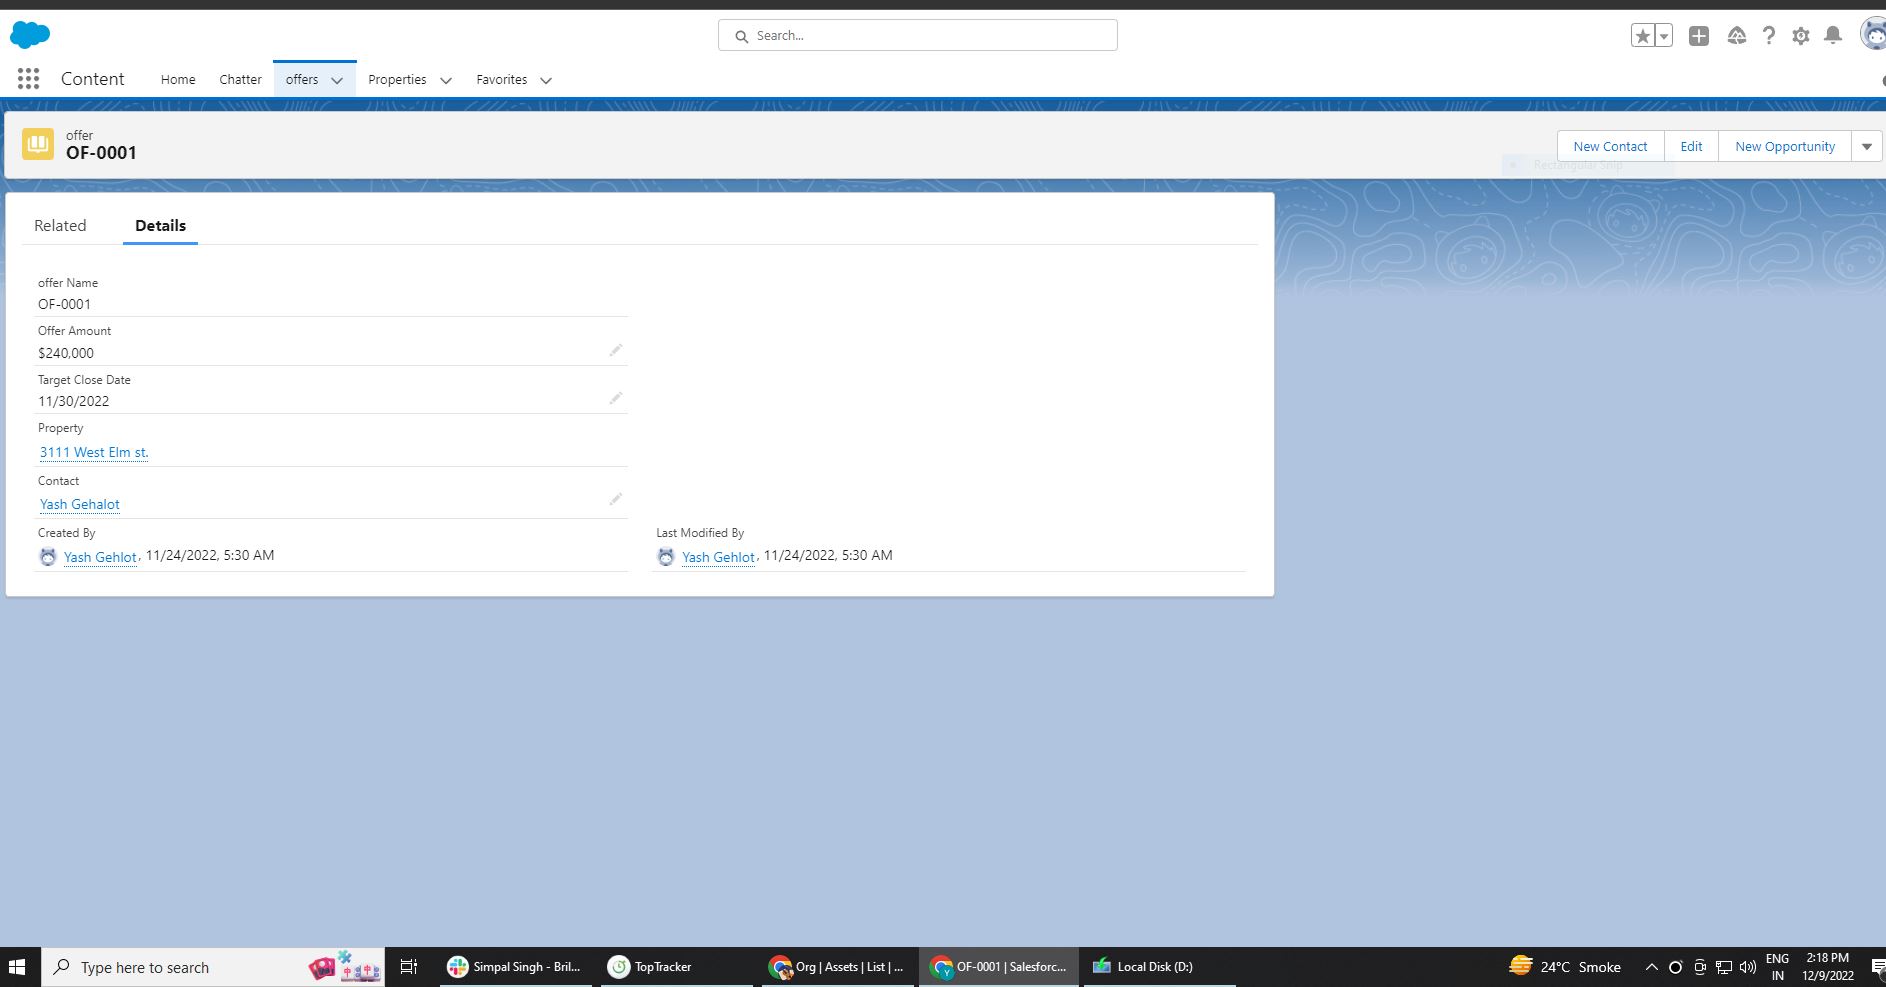 Search...
Content
Home
Chatter
offers
Properties
Favorites
offer
OF-0001
New Contact
Edit
New Opportunity
Rectangular Snip
Related
Details
offer Name
OF-0001
Offer Amount
$240,000
Target Close Date
11/30/2022
Property
3111 West Elm st.
Contact
Yash Gehalot
Created By
Yash Gehlot, 11/24/2022, 5:30 AM
Last Modified By
Yash Gehlot, 11/24/2022, 5:30 AM
Type here to search
Simpal Singh - Bril...
TopTracker
Org | Assets | List | ...
OF-0001 | Salesforc...
Local Disk (D:)
24°C Smoke
ENG
IN
2:18 PM
12/9/2022